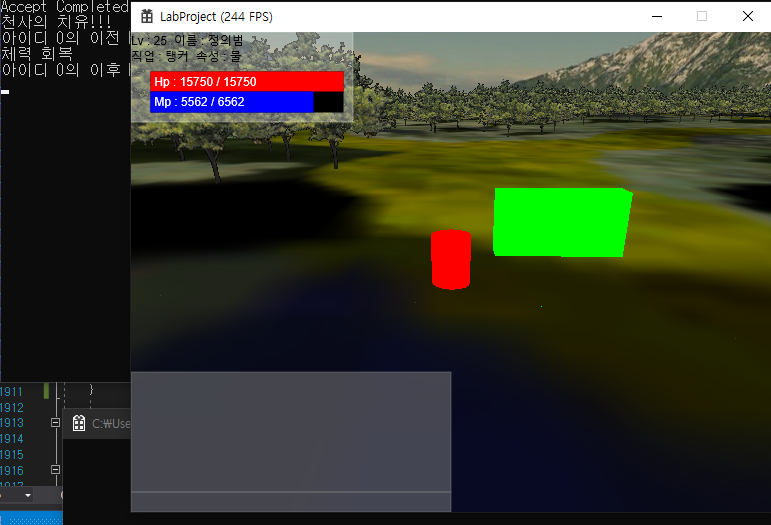 Accept Completed
천사의 치유!!!
아이디 0의 이전
체력 회복
아이디 0의 이후
LabProject (244 FPS)
Lv : 25 이름 : 정의범
직업 : 탱커 속성 : 물
Hp : 15750 / 15750
Mp : 5562 / 6562
1911 }
1912
1913
1914
1915
1916
C:₩Use